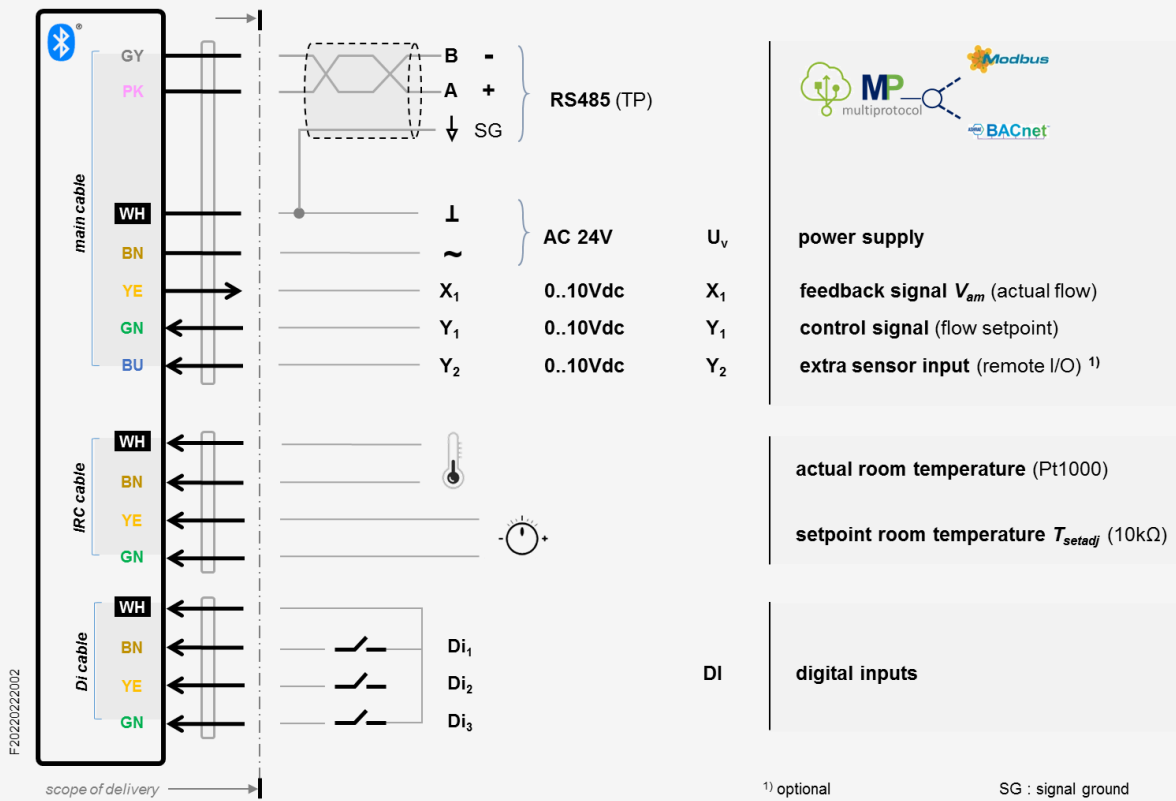 ®
GY B - Modbus
PK A + RS485 (TP) MP
multiprotocol
SG BACnet
main cable
WH ⊥
BN ~ AC 24V Uv power supply
YE X1 0..10Vdc X1 feedback signal Vam (actual flow)
GN Y1 0..10Vdc Y1 control signal (flow setpoint)
BU Y2 0..10Vdc Y2 extra sensor input (remote I/O) 1)
IRC cable
WH
actual room temperature (Pt1000)
BN
YE
- + setpoint room temperature Tsetadj (10kΩ)
GN
Di cable
WH
BN Di1
DI digital inputs
YE Di2
GN Di3
F20220222002
scope of delivery 1) optional SG : signal ground